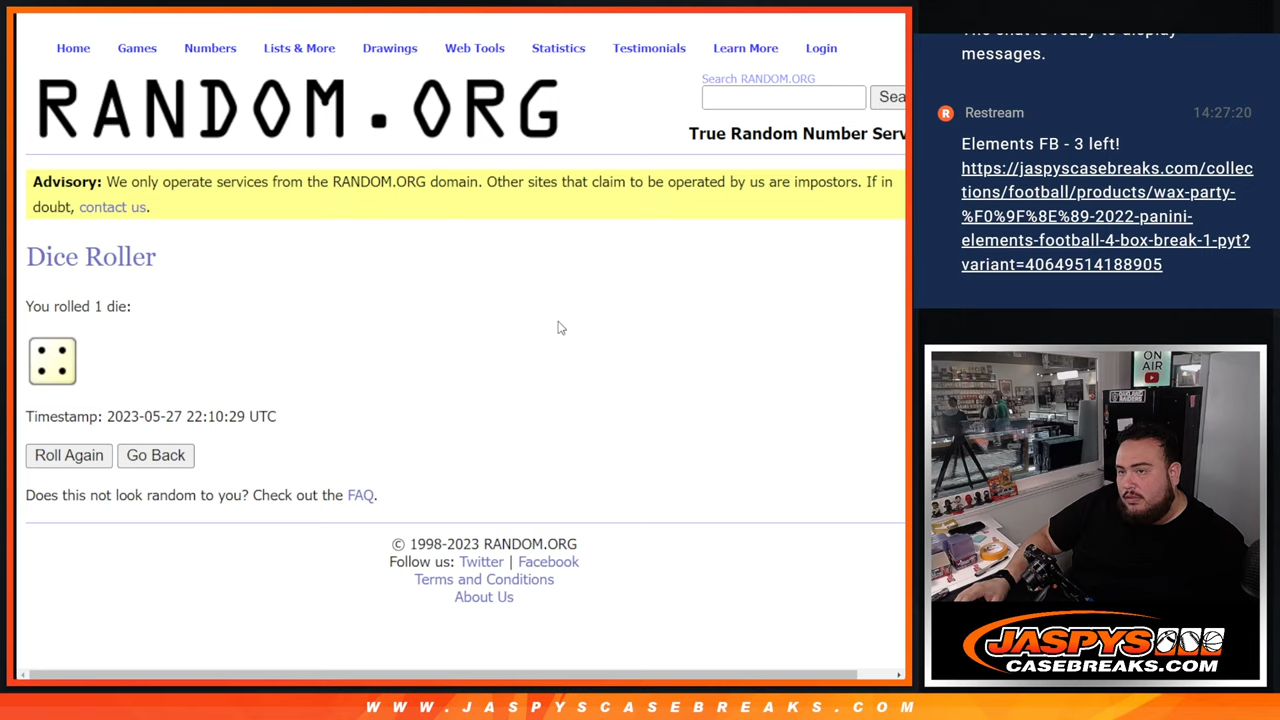 Home Games Numbers Lists & More Drawings Web Tools Statistics Testimonials Learn More Login
RANDOM.ORG
Search RANDOM.ORG
Sea
True Random Number Serv
Advisory: We only operate services from the RANDOM.ORG domain. Other sites that claim to be operated by us are impostors. If in
doubt, contact us.
Dice Roller
You rolled 1 die:
Timestamp: 2023-05-27 22:10:29 UTC
Roll Again Go Back
Does this not look random to you? Check out the FAQ.
© 1998-2023 RANDOM.ORG
Follow us: Twitter | Facebook
Terms and Conditions
About Us
messages.
R Restream 14:27:20
Elements FB - 3 left!
https://jaspyscasebreaks.com/collec
tions/football/products/wax-party-
%F0%9F%8E%89-2022-panini-
elements-football-4-box-break-1-pyt?
variant=40649514188905
ON
AIR
OAKLAND
RAIDERS
JASPYS
CASEBREAKS.COM
WWW.JASPYSCASEBREAKS.COM